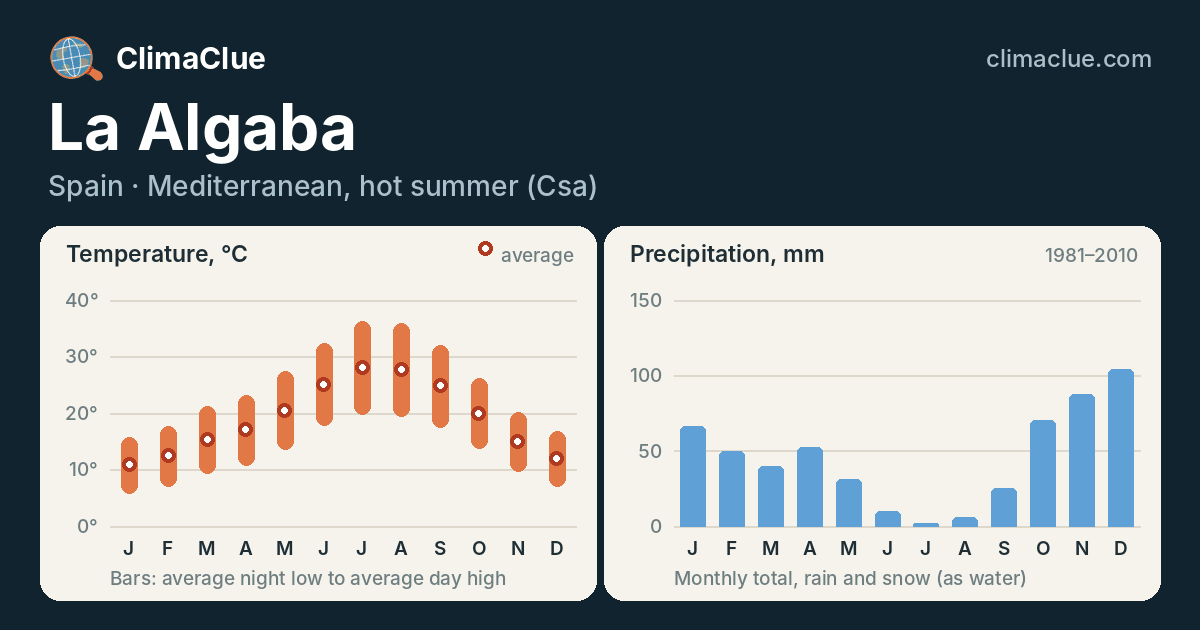 ClimaClue
climaclue.com
La Algaba
Spain · Mediterranean, hot summer (Csa)
Temperature, °C
average
40°
30°
20°
10°
0°
J F M A M J J A S O N D
Bars: average night low to average day high
Precipitation, mm
1981–2010
150
100
50
0
J F M A M J J A S O N D
Monthly total, rain and snow (as water)